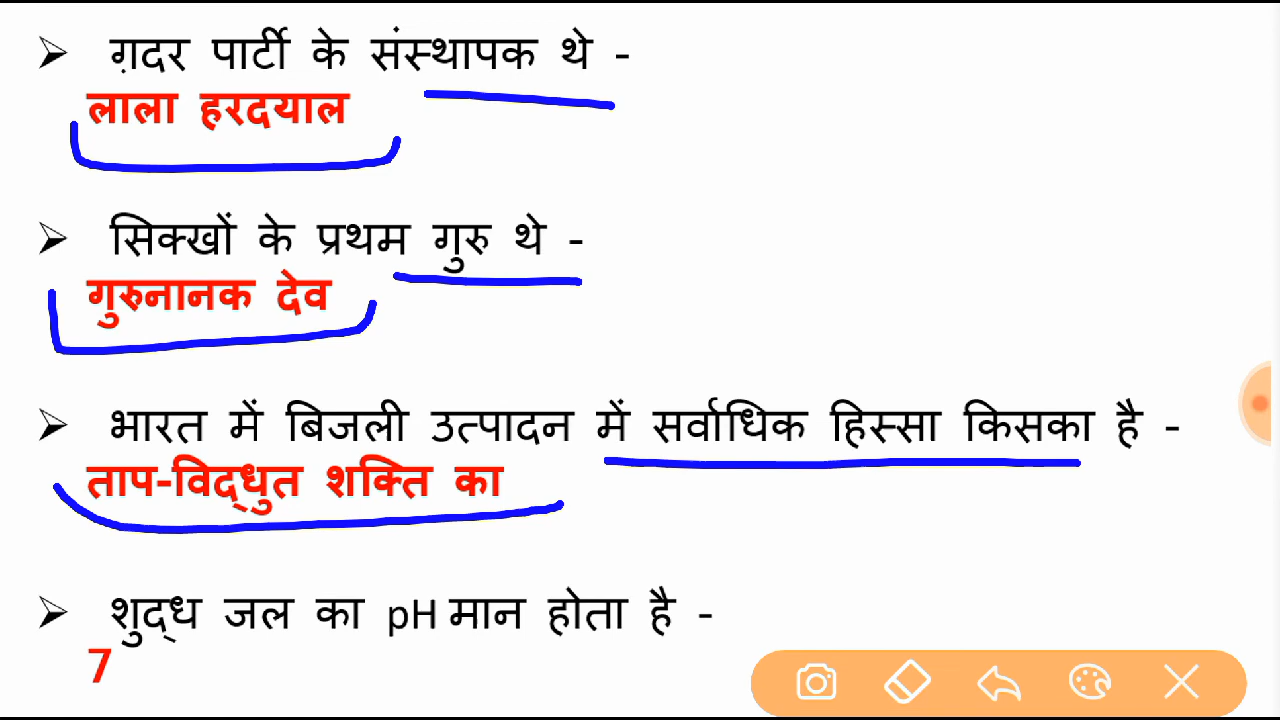 ➢ ग़दर पार्टी के संस्थापक थे -
लाला हरदयाल
➢ सिक्खों के प्रथम गुरु थे -
गुरुनानक देव
➢ भारत में बिजली उत्पादन में सर्वाधिक हिस्सा किसका है -
ताप-विद्धुत शक्ति का
➢ शुद्ध जल का pH मान होता है -
7